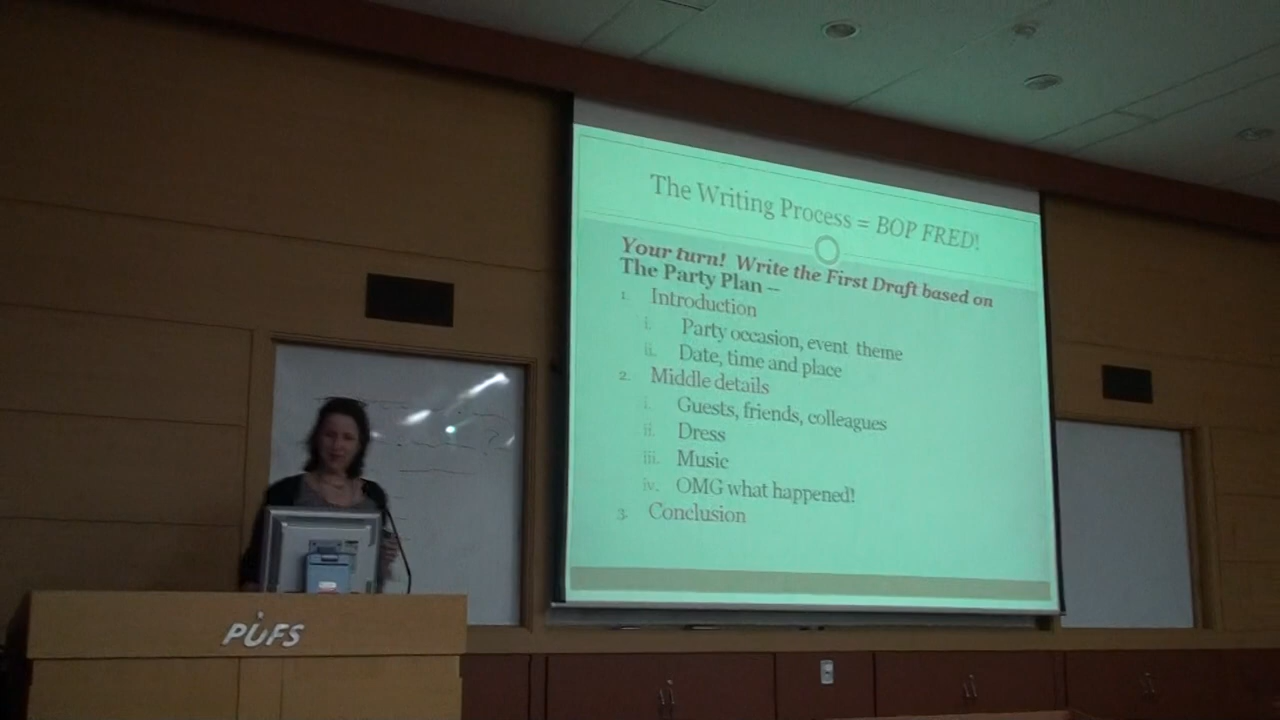 The Writing Process = BOP FRED!
Your turn! Write the First Draft based on
The Party Plan --
1. Introduction
i. Party occasion, event theme
ii. Date, time and place
2. Middle details
i. Guests, friends, colleagues
ii. Dress
iii. Music
iv. OMG what happened!
3. Conclusion
PUFS